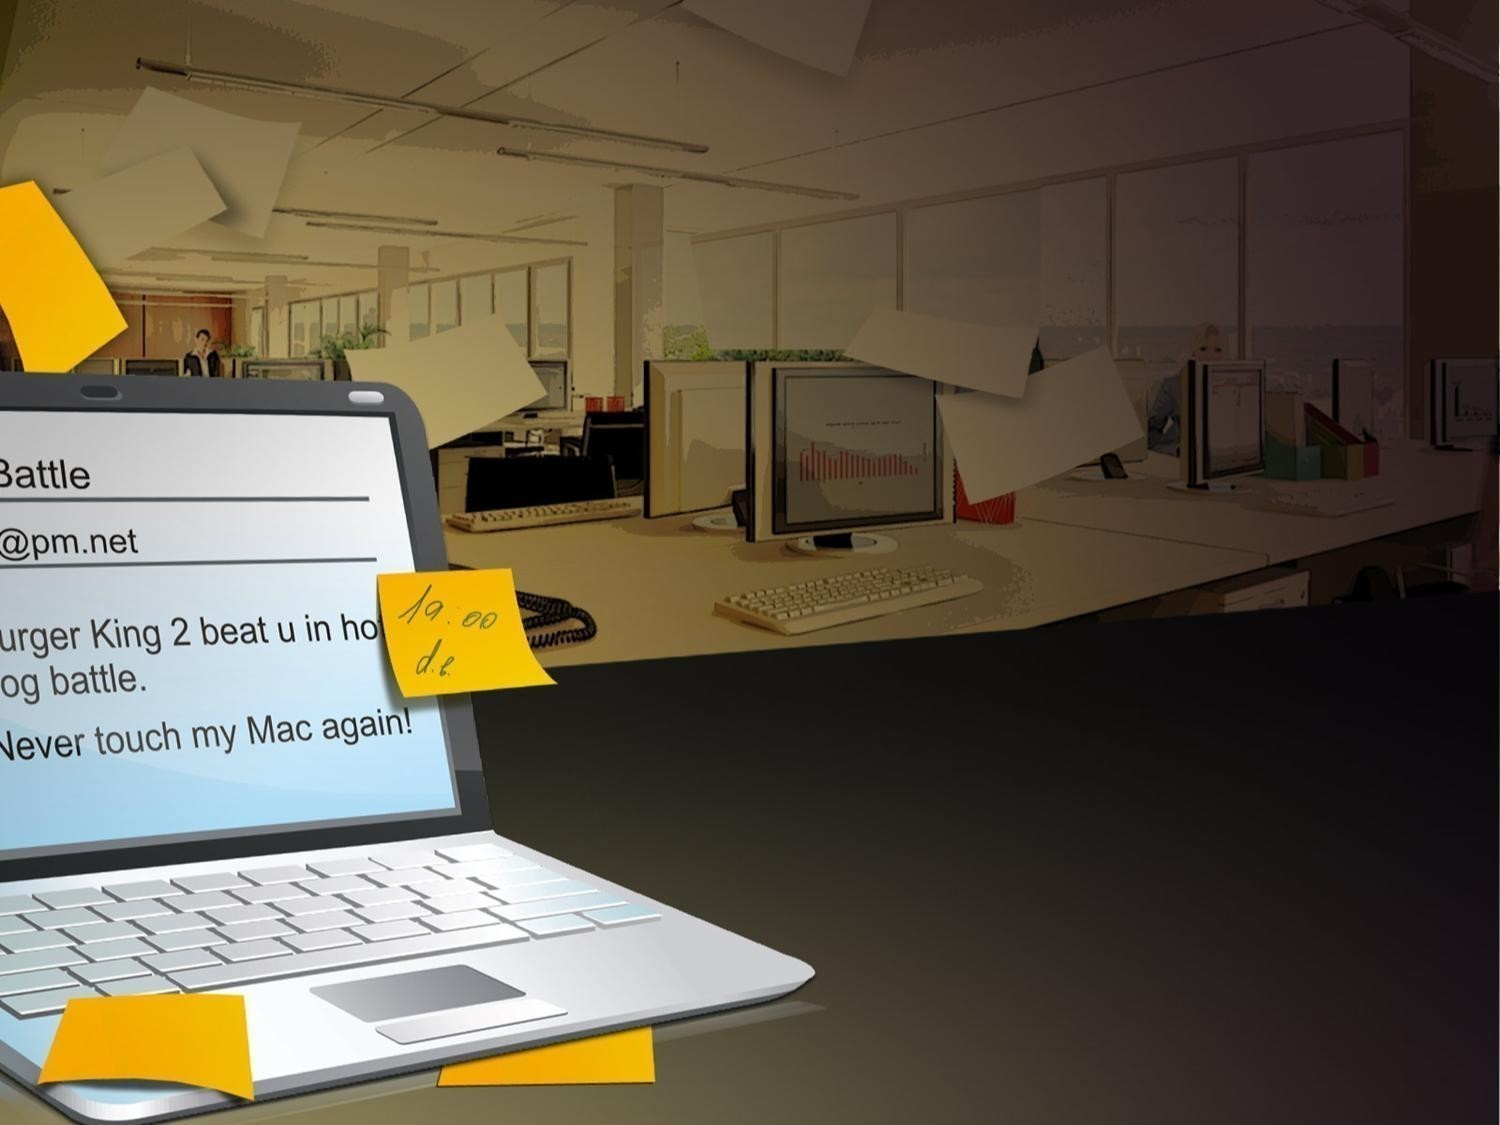 Battle
@pm.net
urger King 2 beat u in ho
og battle.
Never touch my Mac again!
19:00
d.b.